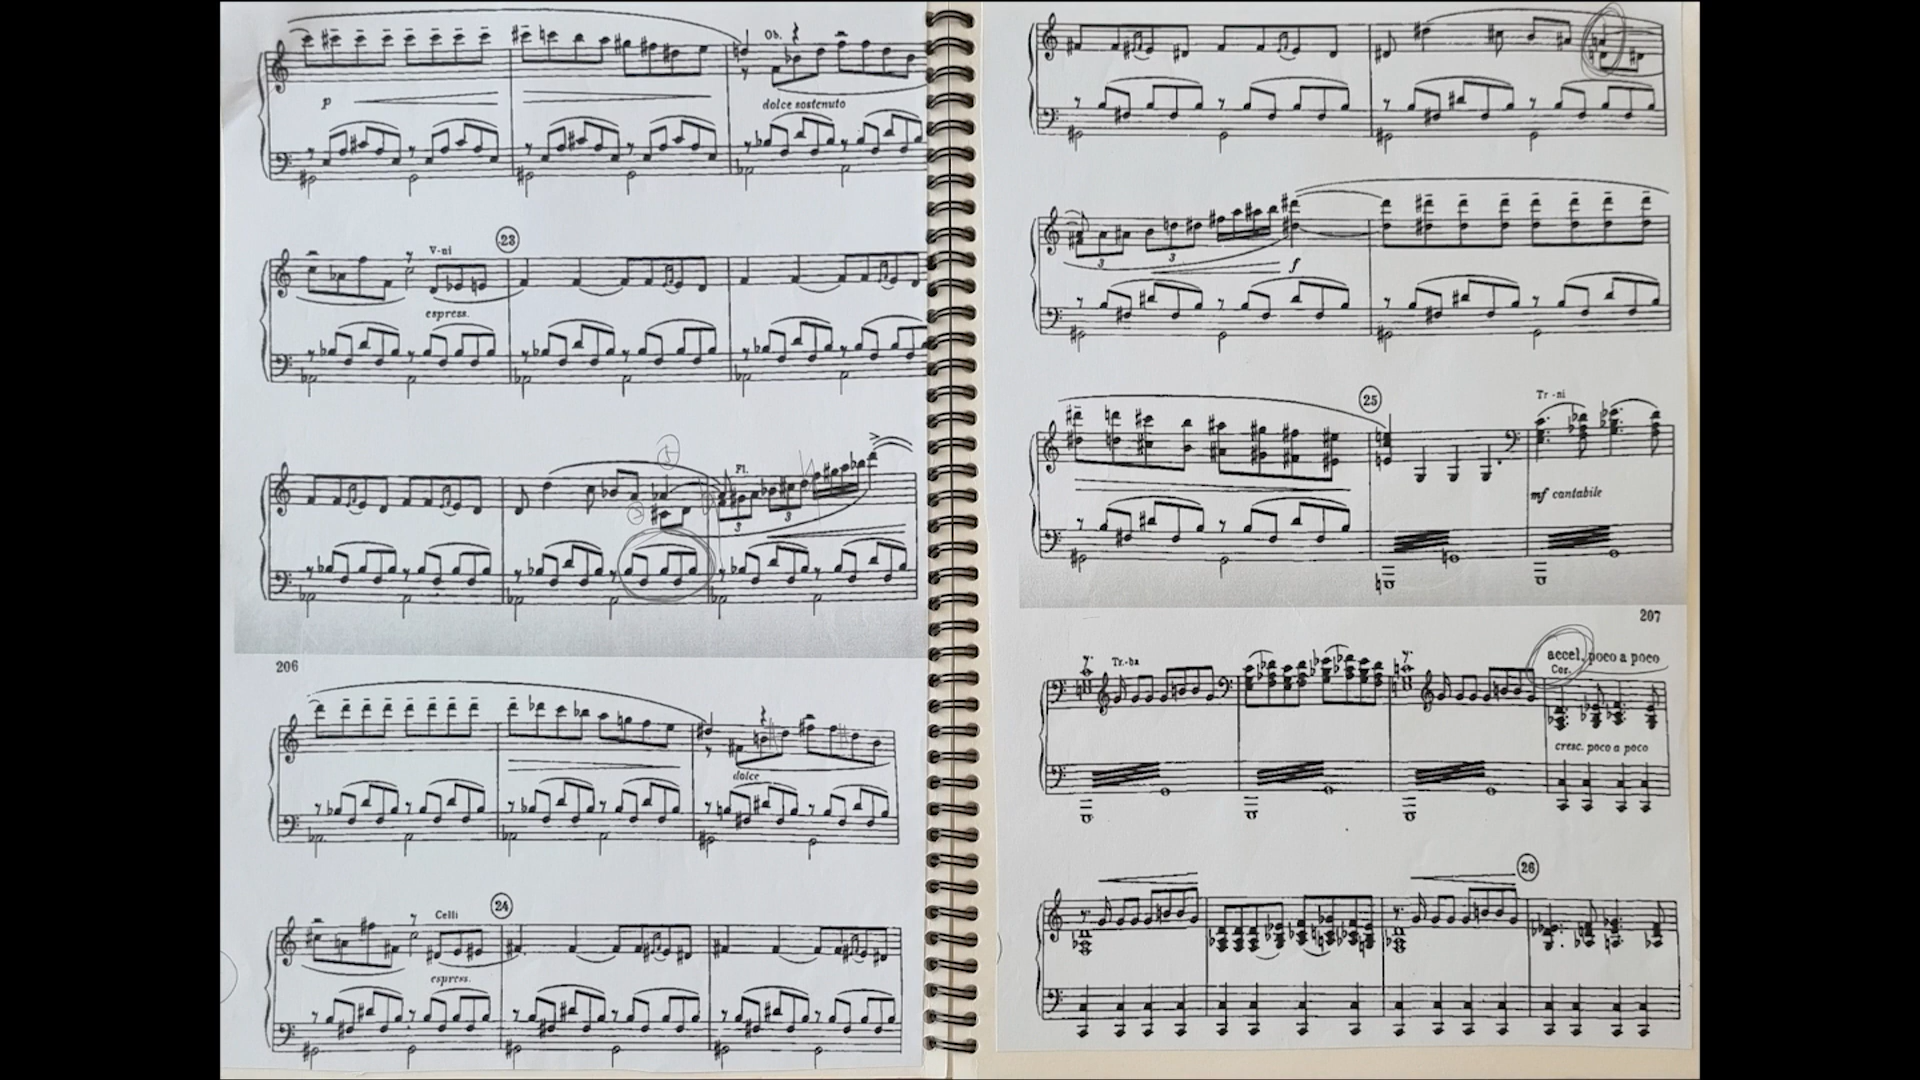 Ob.
p
dolce sostenuto
V-ni
23
espress.
Fl.
3
3
206
dolce
Celli
24
espress.
3
3
f
25
Tr-ni
mf cantabile
207
Tr-ba
accel. poco a poco
Cor.
cresc. poco a poco
26